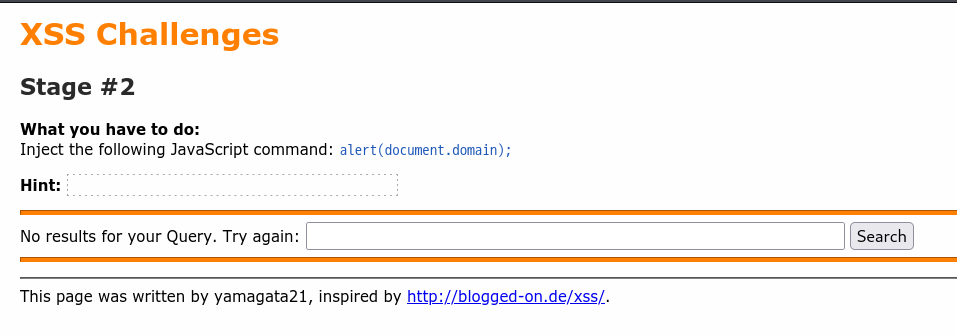 XSS Challenges
Stage #2
What you have to do:
Inject the following JavaScript command: alert(document.domain);
Hint:
No results for your Query. Try again: Search
This page was written by yamagata21, inspired by http://blogged-on.de/xss/.